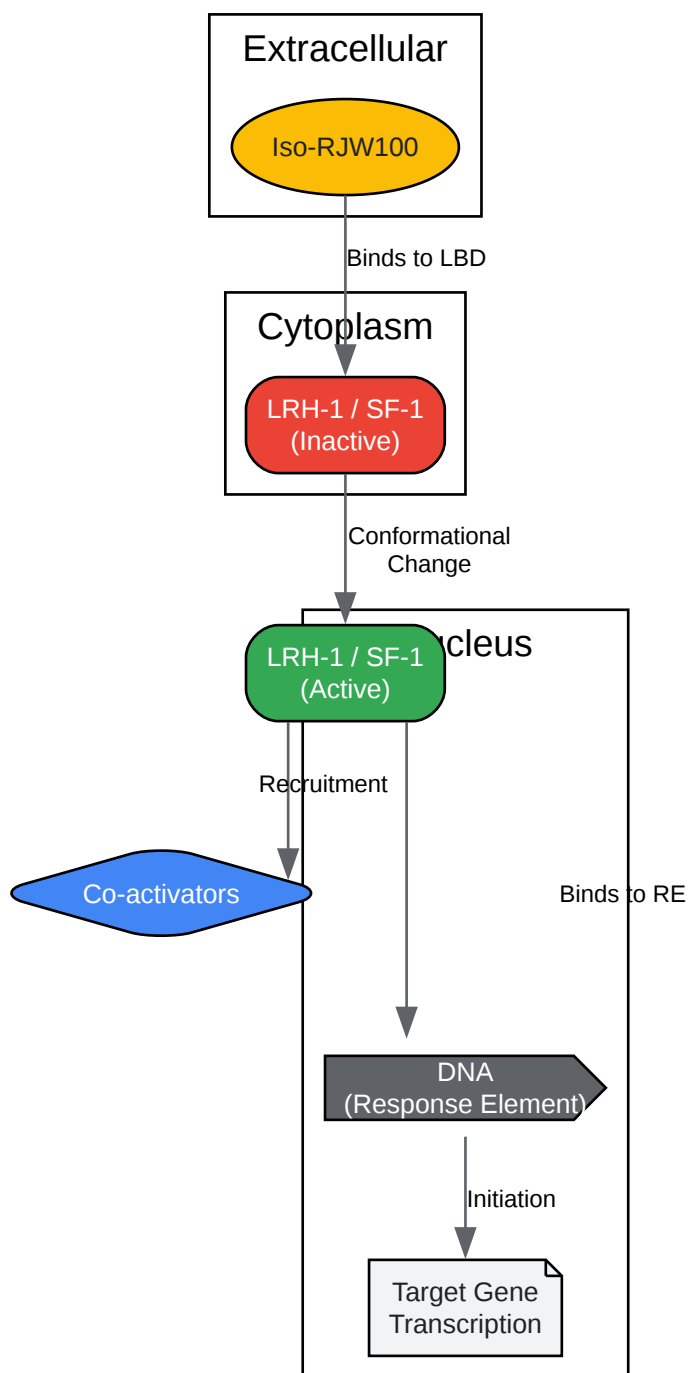 Extracellular
Iso-RJW100
Binds to LBD
Cytoplasm
LRH-1 / SF-1
(Inactive)
Conformational
Change
ucleus
LRH-1 / SF-1
(Active)
Recruitment
Co-activators
Binds to RE
DNA
(Response Element)
Initiation
Target Gene
Transcription